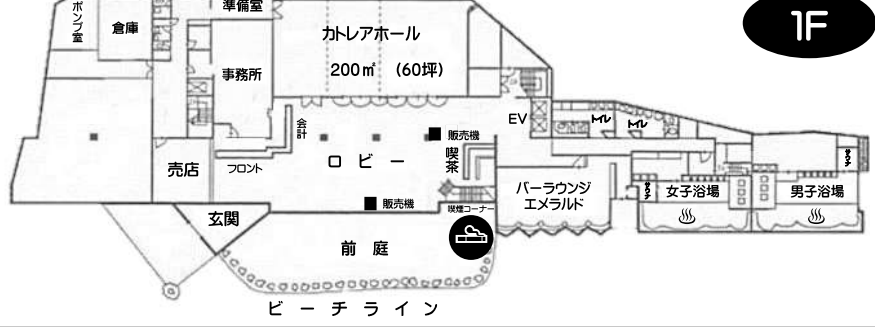 1F
ポンプ室
倉庫
準備室
カトレアホール
200㎡ (60坪)
事務所
会計
EV
トイレ
トイレ
販売機
喫茶
ロビー
売店
フロント
サウナ
サウナ
女子浴場
男子浴場
バーラウンジ
エメラルド
販売機
喫煙コーナー
玄関
前庭
ビーチライン